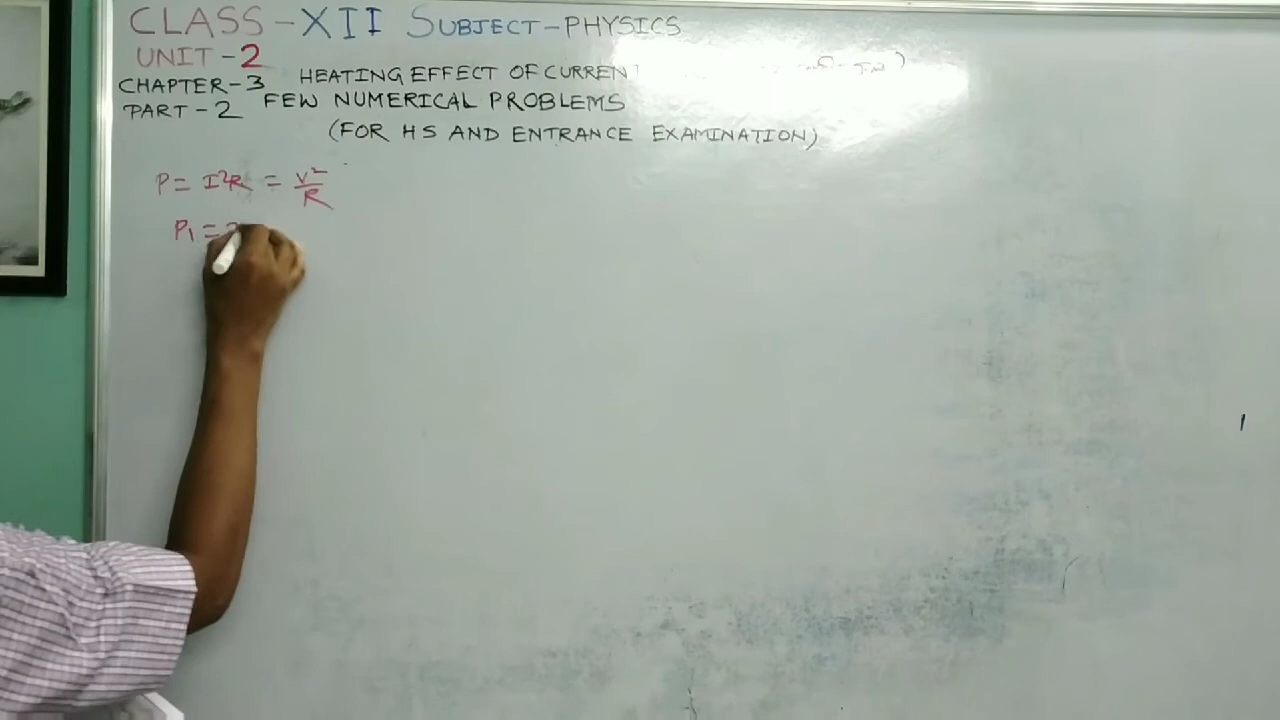 CLASS-XII SUBJECT-PHYSICS
UNIT-2
CHAPTER-3 HEATING EFFECT OF CURREN
PART-2 FEW NUMERICAL PROBLEMS
(FOR HS AND ENTRANCE EXAMINATION)
P = I²R = V²/R
P₁ =